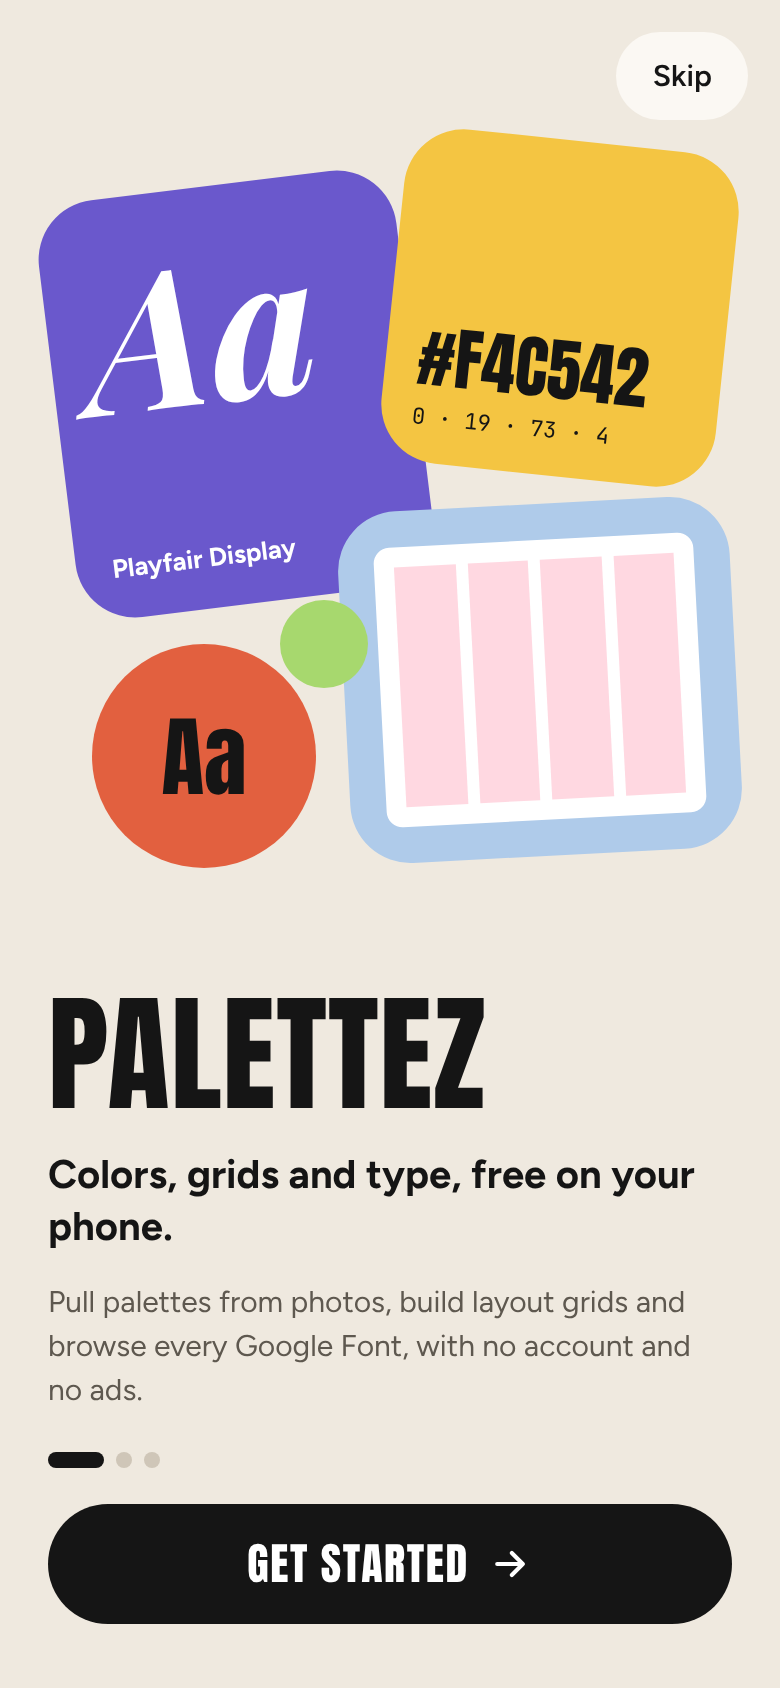 Skip
Aa
#F4C542
0 · 19 · 73 · 4
Playfair Display
Aa
PALETTEZ
Colors, grids and type, free on your
phone.
Pull palettes from photos, build layout grids and
browse every Google Font, with no account and
no ads.
GET STARTED →